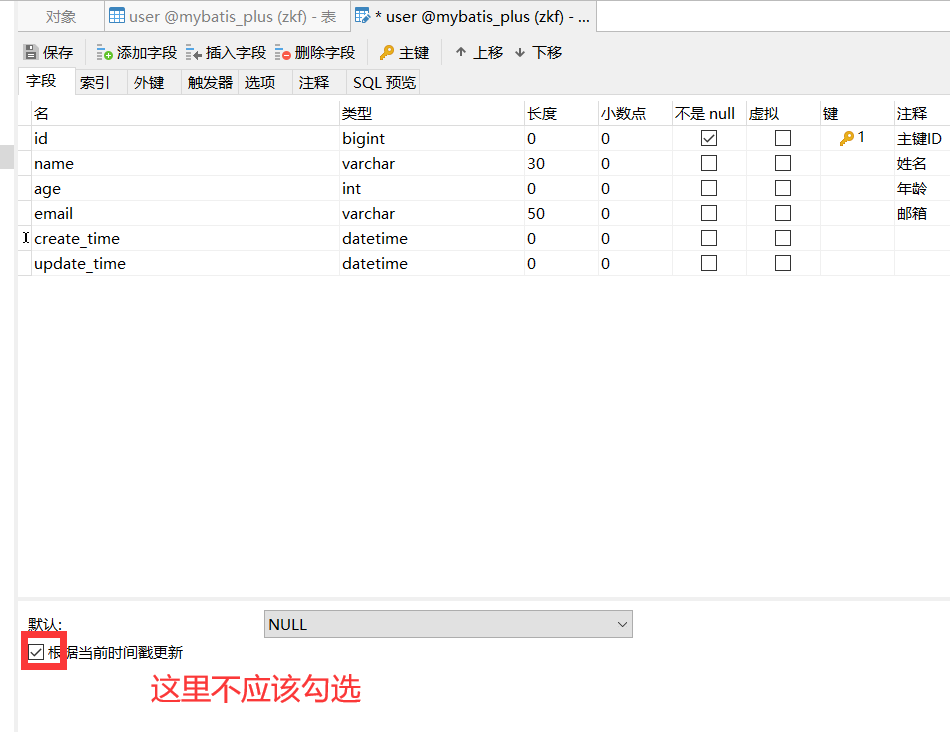 对象 user @mybatis_plus (zkf) - 表 * user @mybatis_plus (zkf) - ...
保存 添加字段 插入字段 删除字段 主键 上移 下移
字段 索引 外键 触发器 选项 注释 SQL 预览
名 类型 长度 小数点 不是 null 虚拟 键 注释
id bigint 0 0 1 主键ID
name varchar 30 0 姓名
age int 0 0 年龄
email varchar 50 0 邮箱
create_time datetime 0 0
update_time datetime 0 0
默认: NULL
根据当前时间戳更新
这里不应该勾选